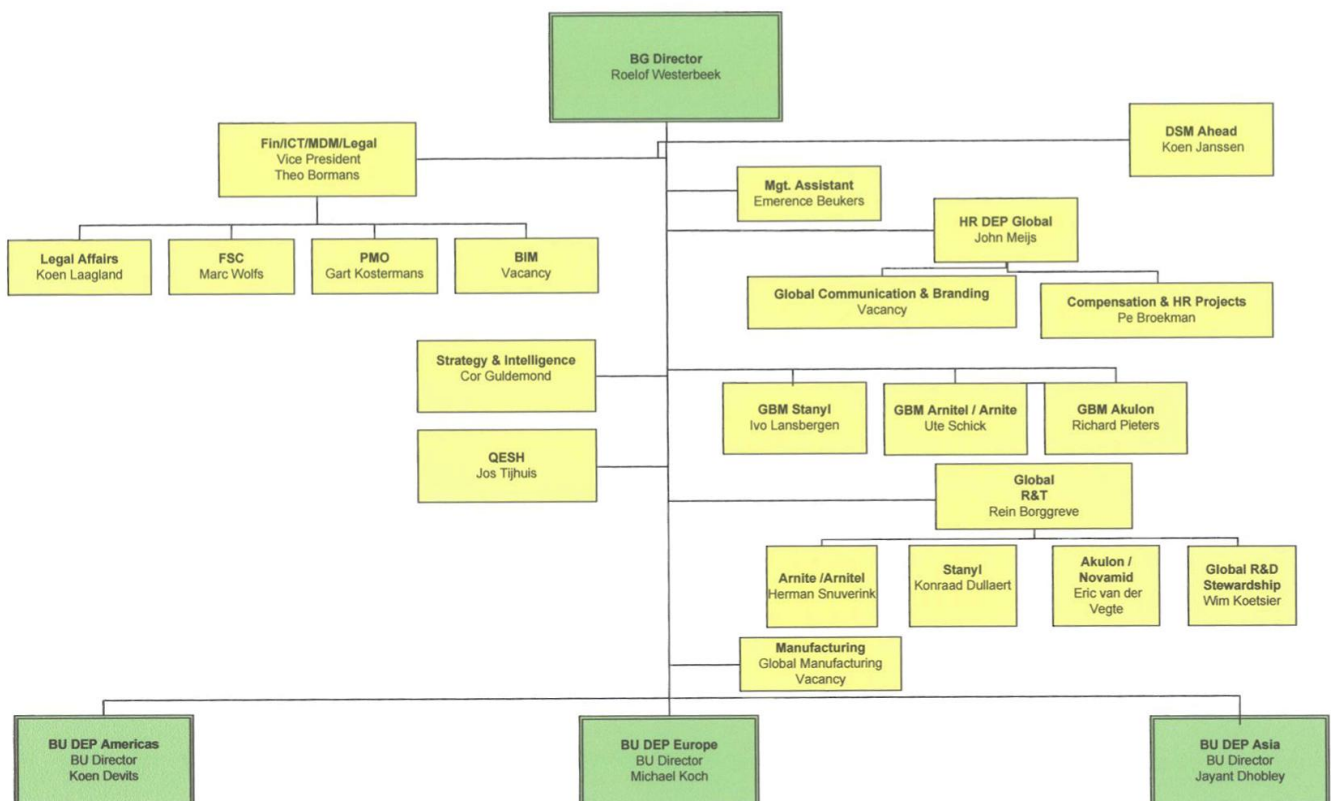 BG Director
Roelof Westerbeek
Fin/ICT/MDM/Legal
Vice President
Theo Bormans
DSM Ahead
Koen Janssen
Mgt. Assistant
Emerence Beukers
HR DEP Global
John Meijs
Legal Affairs
Koen Laagland
FSC
Marc Wolfs
PMO
Gart Kostermans
BIM
Vacancy
Global Communication & Branding
Vacancy
Compensation & HR Projects
Pe Broekman
Strategy & Intelligence
Cor Guldemond
GBM Stanyl
Ivo Lansbergen
GBM Arnitel / Arnite
Ute Schick
GBM Akulon
Richard Pieters
QESH
Jos Tijhuis
Global
R&T
Rein Borggreve
Arnite /Arnitel
Herman Snuverink
Stanyl
Konraad Dullaert
Akulon /
Novamid
Eric van der
Vegte
Global R&D
Stewardship
Wim Koetsier
Manufacturing
Global Manufacturing
Vacancy
BU DEP Americas
BU Director
Koen Devits
BU DEP Europe
BU Director
Michael Koch
BU DEP Asia
BU Director
Jayant Dhobley